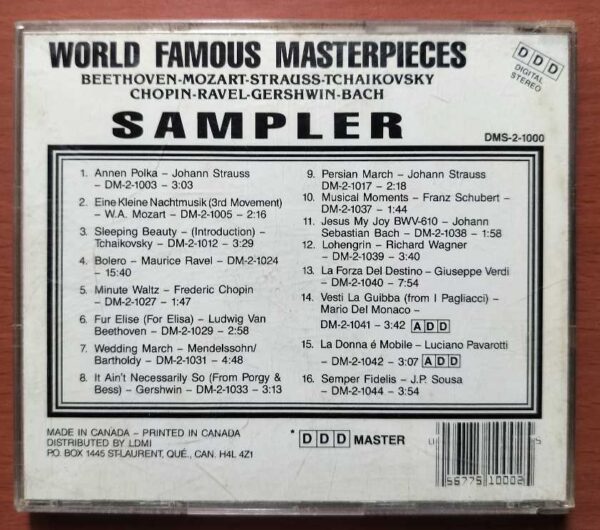 WORLD FAMOUS MASTERPIECES
BEETHOVEN-MOZART-STRAUSS-TCHAIKOVSKY
CHOPIN-RAVEL-GERSHWIN-BACH
SAMPLER
DDD
DIGITAL
STEREO
DMS-2-1000
1. Annen Polka – Johann Strauss
– DM-2-1003 – 3:03
2. Eine Kleine Nachtmusik (3rd Movement)
– W.A. Mozart – DM-2-1005 – 2:16
3. Sleeping Beauty – (Introduction) –
Tchaikovsky – DM-2-1012 – 3:29
4. Bolero – Maurice Ravel – DM-2-1024
– 15:40
5. Minute Waltz – Frederic Chopin
– DM-2-1027 – 1:47
6. Fur Elise (For Elisa) – Ludwig Van
Beethoven – DM-2-1029 – 2:58
7. Wedding March – Mendelssohn/
Bartholdy – DM-2-1031 – 4:48
8. It Ain't Necessarily So (From Porgy &
Bess) – Gershwin – DM-2-1033 – 3:13
9. Persian March – Johann Strauss
DM-2-1017 – 2:18
10. Musical Moments – Franz Schubert –
DM-2-1037 – 1:44
11. Jesus My Joy BWV-610 – Johann
Sebastian Bach – DM-2-1038 – 1:58
12. Lohengrin – Richard Wagner
– DM-2-1039 – 3:40
13. La Forza Del Destino – Giuseppe Verdi
– DM-2-1040 – 7:54
14. Vesti La Guibba (from I Pagliacci) –
Mario Del Monaco –
DM-2-1041 – 3:42 ADD
15. La Donna é Mobile – Luciano Pavarotti
– DM-2-1042 – 3:07 ADD
16. Semper Fidelis – J.P. Sousa
– DM-2-1044 – 3:54
MADE IN CANADA – PRINTED IN CANADA
DISTRIBUTED BY LDMI
P.O. BOX 1445 ST-LAURENT, QUÉ., CAN. H4L 4Z1
* DDD MASTER
56775 10002